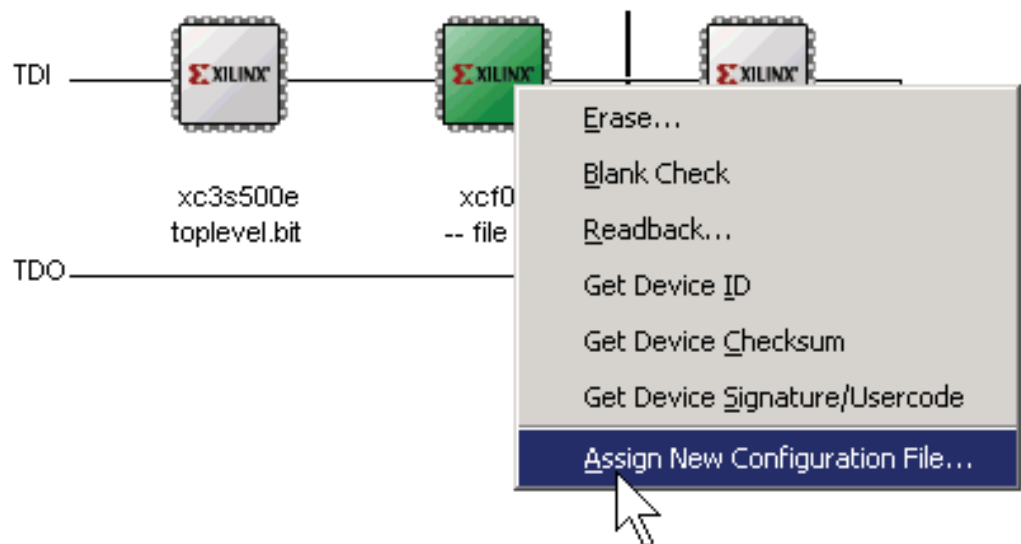 TDI
XILINX
XILINX
XILINX
xc3s500e
toplevel.bit
xcf0
-- file
TDO
Erase...
Blank Check
Readback...
Get Device ID
Get Device Checksum
Get Device Signature/Usercode
Assign New Configuration File...